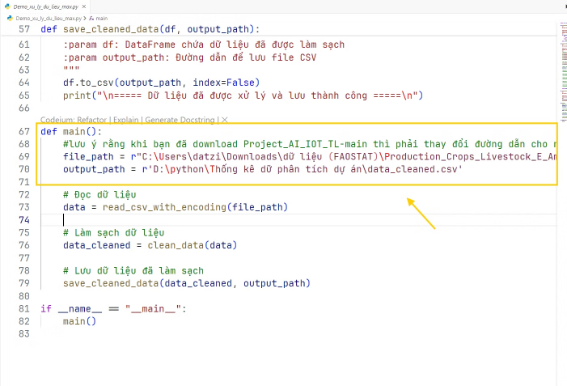 Demo_xu_ly_du_lieu_max.py ×
Demo_xu_ly_du_lieu_max.py > main
57 def save_cleaned_data(df, output_path):
61 :param df: DataFrame chứa dữ liệu đã được làm sạch
62 :param output_path: Đường dẫn để lưu file CSV
63 """
64 df.to_csv(output_path, index=False)
65 print("\n===== Dữ liệu đã được xử lý và lưu thành công =====\n")
66
Codeium: Refactor | Explain | Generate Docstring | ×
67 def main():
68 #lưu ý rằng khi bạn đã download Project_AI_IOT_TL-main thì phải thay đổi đường dẫn cho
69 file_path = r"C:\Users\datzi\Downloads\dữ liệu (FAOSTAT)\Production_Crops_Livestock_E_A
70 output_path = r'D:\python\Thống kê dữ phân tích dự án\data_cleaned.csv'
71
72 # Đọc dữ liệu
73 data = read_csv_with_encoding(file_path)
74
75 # Làm sạch dữ liệu
76 data_cleaned = clean_data(data)
77
78 # Lưu dữ liệu đã làm sạch
79 save_cleaned_data(data_cleaned, output_path)
80
81 if __name__ == "__main__":
82 main()
83